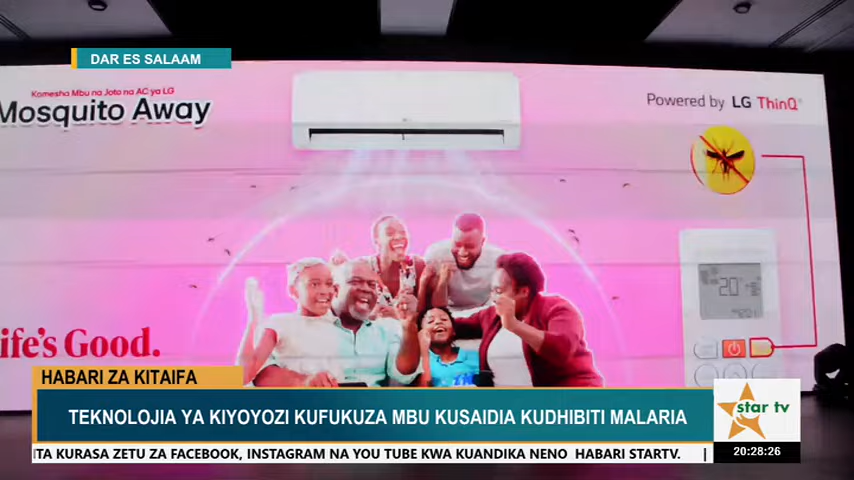 DAR ES SALAAM
Komesha Mbu na Joto na AC ya LG
Mosquito Away
Powered by LG ThinQ
20
ife's Good.
HABARI ZA KITAIFA
TEKNOLOJIA YA KIYOYOZI KUFUKUZA MBU KUSAIDIA KUDHIBITI MALARIA
star tv
ITA KURASA ZETU ZA FACEBOOK, INSTAGRAM NA YOU TUBE KWA KUANDIKA NENO HABARI STARTV. |
20:28:26